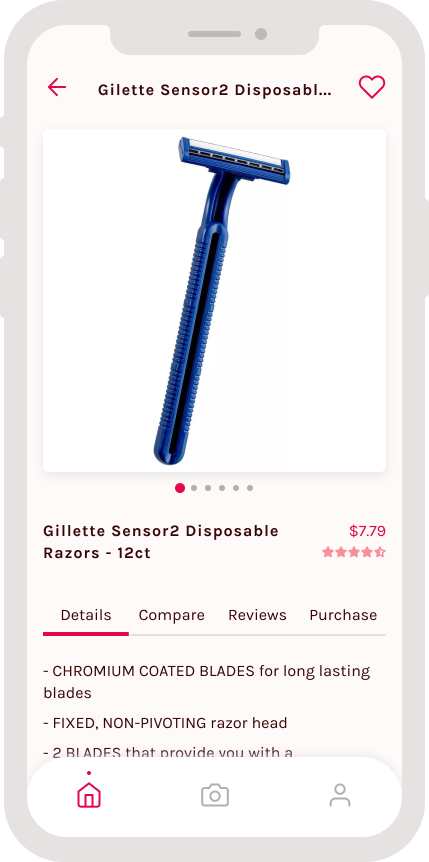 Gilette Sensor2 Disposabl...
Gillette Sensor2 Disposable
Razors - 12ct
$7.79
Details Compare Reviews Purchase
- CHROMIUM COATED BLADES for long lasting
blades
- FIXED, NON-PIVOTING razor head
- 2 BLADES that provide you with a